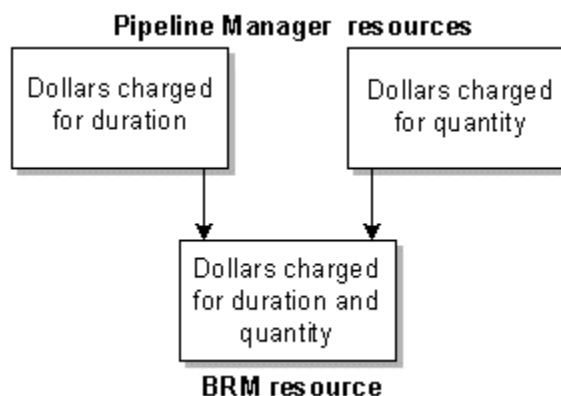 Pipeline Manager resources
Dollars charged
for duration
Dollars charged
for quantity
Dollars charged
for duration and
quantity
BRM resource